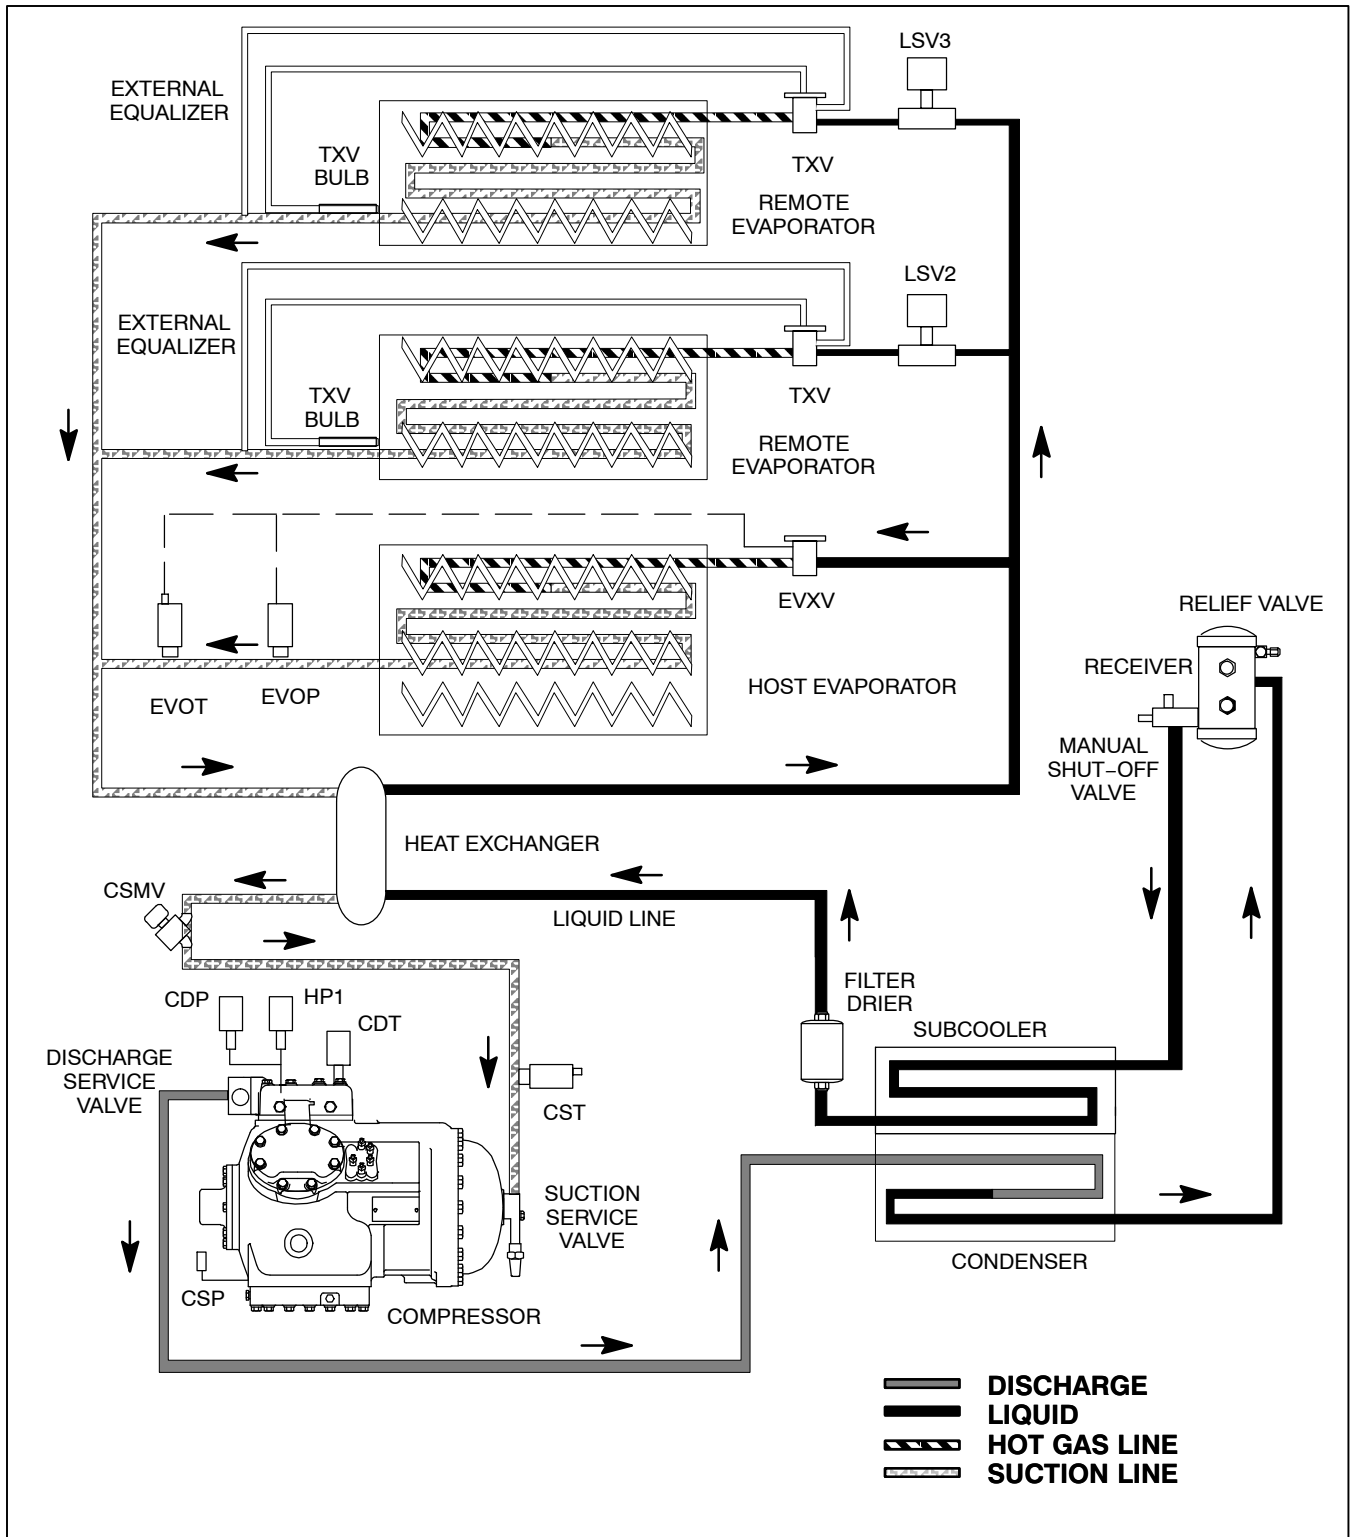 LSV3
EXTERNAL
EQUALIZER
TXV
BULB
TXV
REMOTE
EVAPORATOR
LSV2
EXTERNAL
EQUALIZER
TXV
BULB
TXV
REMOTE
EVAPORATOR
EVXV
RELIEF VALVE
RECEIVER
HOST EVAPORATOR
EVOP
EVOT
MANUAL
SHUT–OFF
VALVE
HEAT EXCHANGER
CSMV
LIQUID LINE
FILTER
DRIER
CDP
HP1
CDT
SUBCOOLER
DISCHARGE
SERVICE
VALVE
CST
SUCTION
SERVICE
VALVE
CONDENSER
CSP
COMPRESSOR
DISCHARGE
LIQUID
HOT GAS LINE
SUCTION LINE